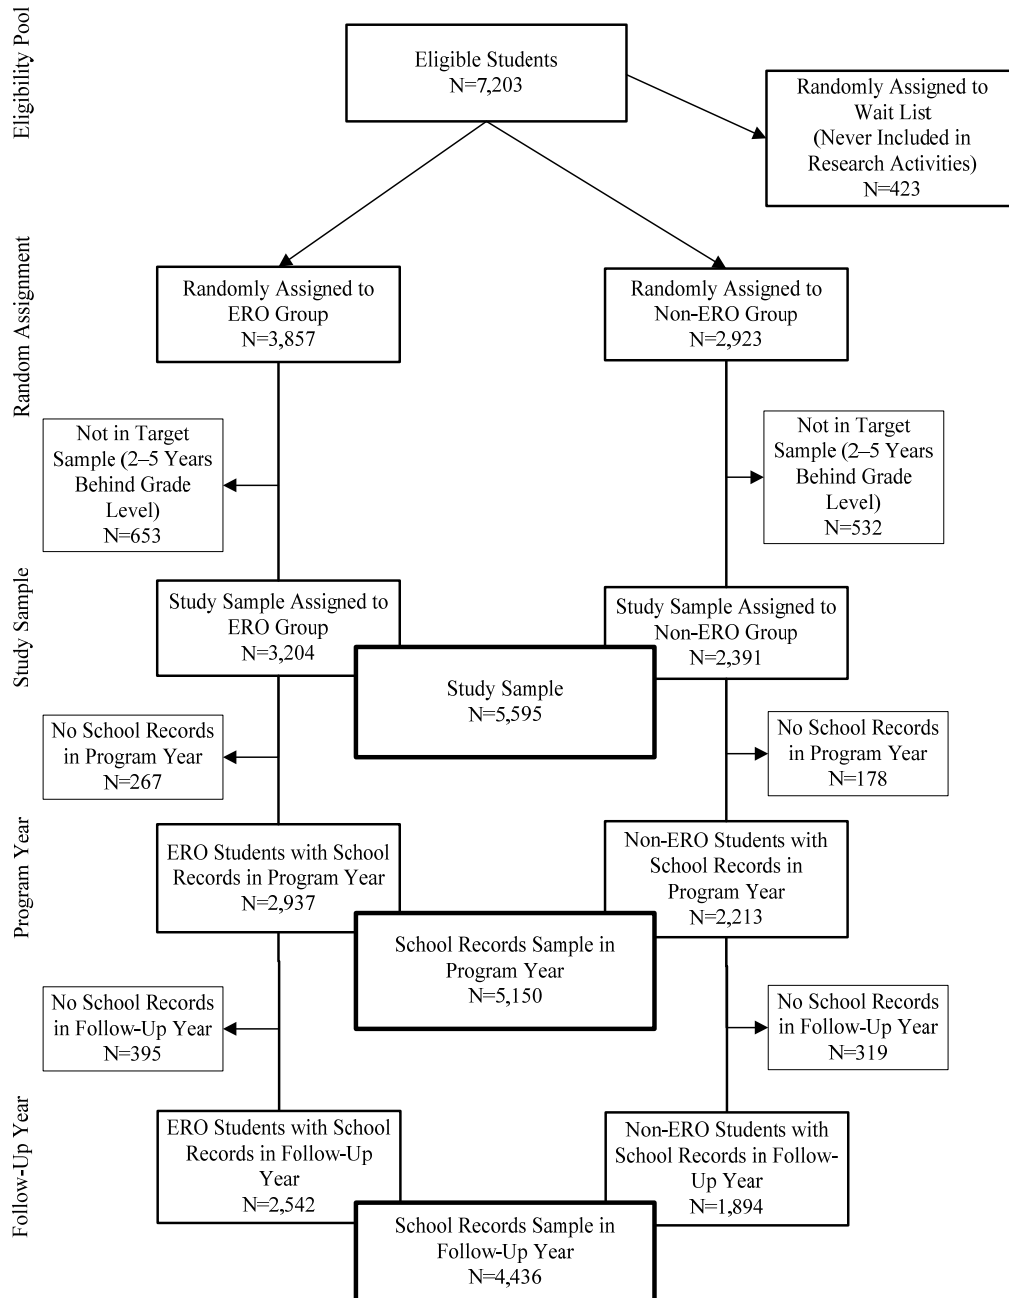 Eligibility Pool
Eligible Students
N=7,203
Randomly Assigned to
Wait List
(Never Included in
Research Activities)
N=423
Random Assignment
Randomly Assigned to
ERO Group
N=3,857
Randomly Assigned to
Non-ERO Group
N=2,923
Not in Target
Sample (2–5 Years
Behind Grade
Level)
N=653
Not in Target
Sample (2–5 Years
Behind Grade
Level)
N=532
Study Sample
Study Sample Assigned to
ERO Group
N=3,204
Study Sample Assigned to
Non-ERO Group
N=2,391
Study Sample
N=5,595
No School Records
in Program Year
N=267
No School Records
in Program Year
N=178
Program Year
ERO Students with School
Records in Program Year
N=2,937
Non-ERO Students with
School Records in
Program Year
N=2,213
School Records Sample in
Program Year
N=5,150
No School Records
in Follow-Up Year
N=395
No School Records
in Follow-Up Year
N=319
Follow-Up Year
ERO Students with School
Records in Follow-Up
Year
N=2,542
Non-ERO Students with
School Records in Follow-
Up Year
N=1,894
School Records Sample in
Follow-Up Year
N=4,436